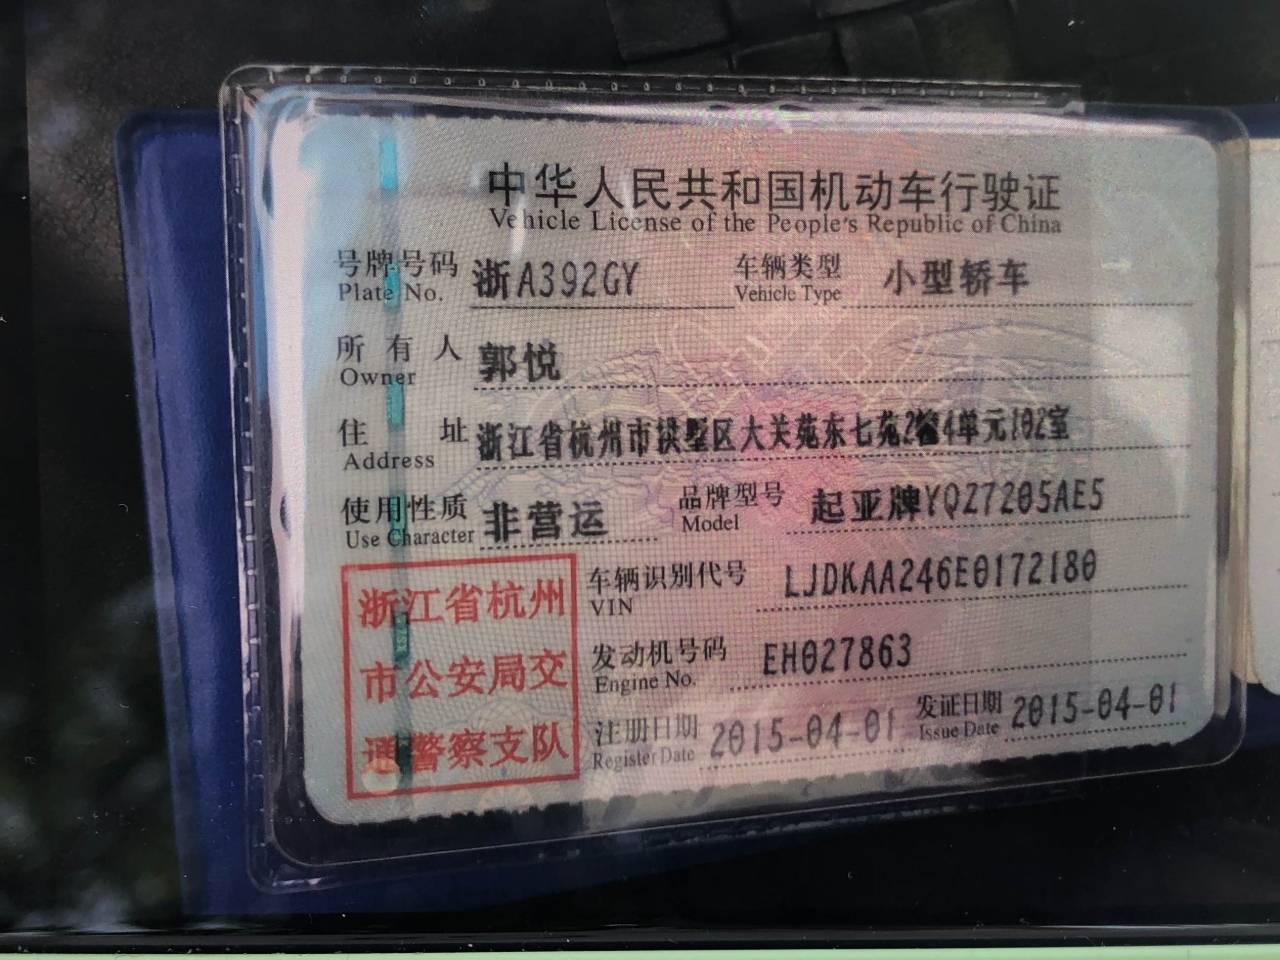 中华人民共和国机动车行驶证
Vehicle License of the People's Republic of China
号牌号码 浙A392GY 车辆类型 小型轿车
Plate No. Vehicle Type
所有人 郭悦
Owner
住址 浙江省杭州市拱墅区大关苑东七苑2幢4单元102室
Address
使用性质 非营运 品牌型号 起亚牌YQZ7205AE5
Use Character Model
车辆识别代号 LJDKAA246E0172180
VIN
发动机号码 EH027863
Engine No.
注册日期 2015-04-01 发证日期 2015-04-01
Register Date Issue Date
浙江省杭州
市公安局交
通警察支队